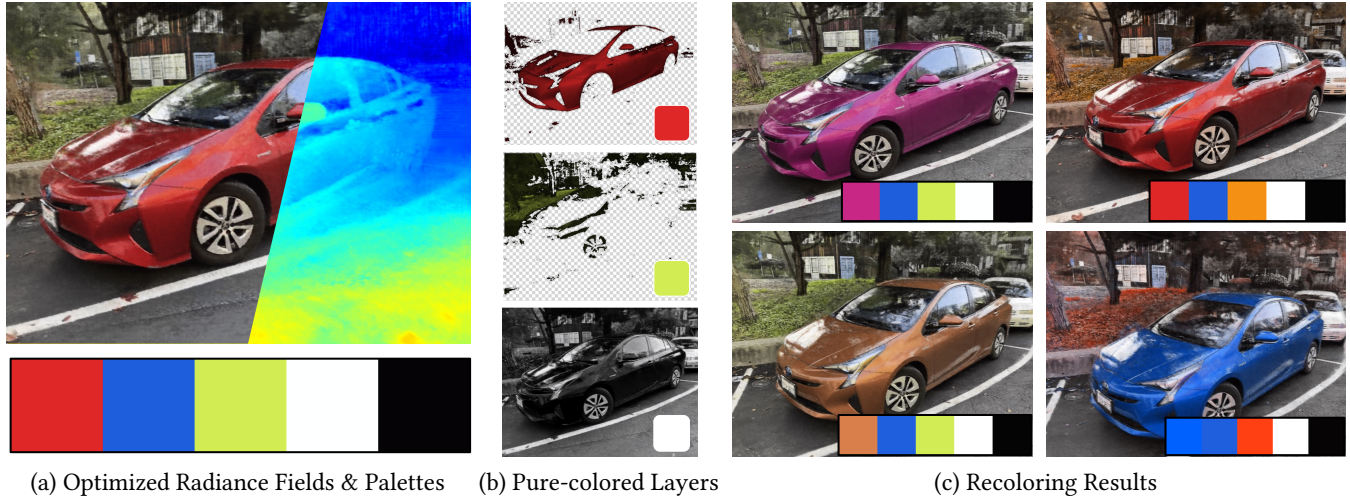 (a) Optimized Radiance Fields & Palettes
(b) Pure-colored Layers
(c) Recoloring Results